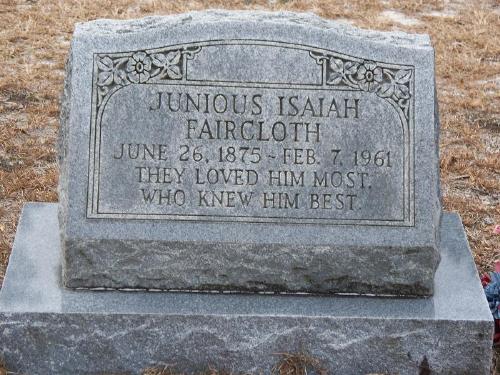 JUNIOUS ISAIAH
FAIRCLOTH
JUNE 26, 1875 - FEB. 7, 1961
THEY LOVED HIM MOST,
WHO KNEW HIM BEST.